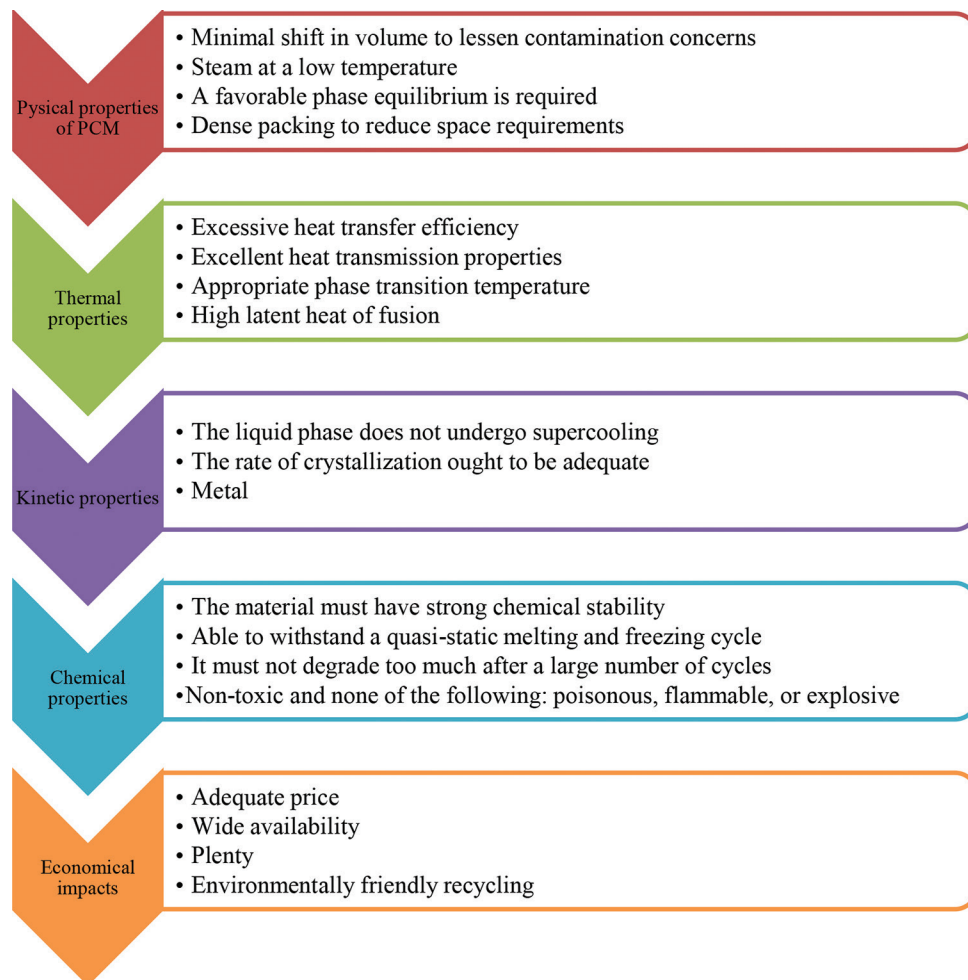 Pysical properties
of PCM
• Minimal shift in volume to lessen contamination concerns
• Steam at a low temperature
• A favorable phase equilibrium is required
• Dense packing to reduce space requirements
Thermal
properties
• Excessive heat transfer efficiency
• Excellent heat transmission properties
• Appropriate phase transition temperature
• High latent heat of fusion
Kinetic properties
• The liquid phase does not undergo supercooling
• The rate of crystallization ought to be adequate
• Metal
Chemical
properties
• The material must have strong chemical stability
• Able to withstand a quasi-static melting and freezing cycle
• It must not degrade too much after a large number of cycles
•Non-toxic and none of the following: poisonous, flammable, or explosive
Economical
impacts
• Adequate price
• Wide availability
• Plenty
• Environmentally friendly recycling